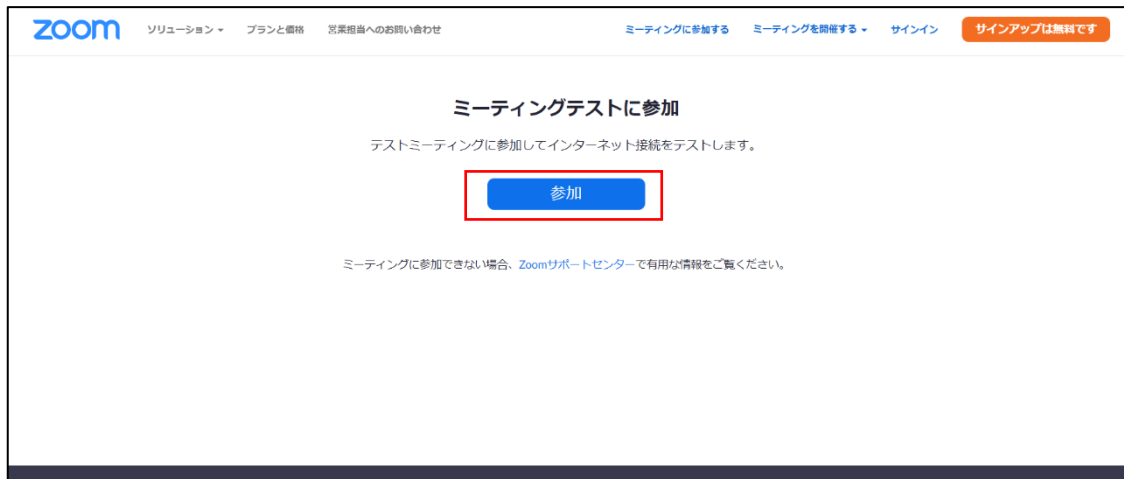 zoom ソリューション プランと価格 営業担当へのお問い合わせ ミーティングに参加する ミーティングを開催する サインイン サインアップは無料です
ミーティングテストに参加
テストミーティングに参加してインターネット接続をテストします。
参加
ミーティングに参加できない場合、Zoomサポートセンターで有用な情報をご覧ください。